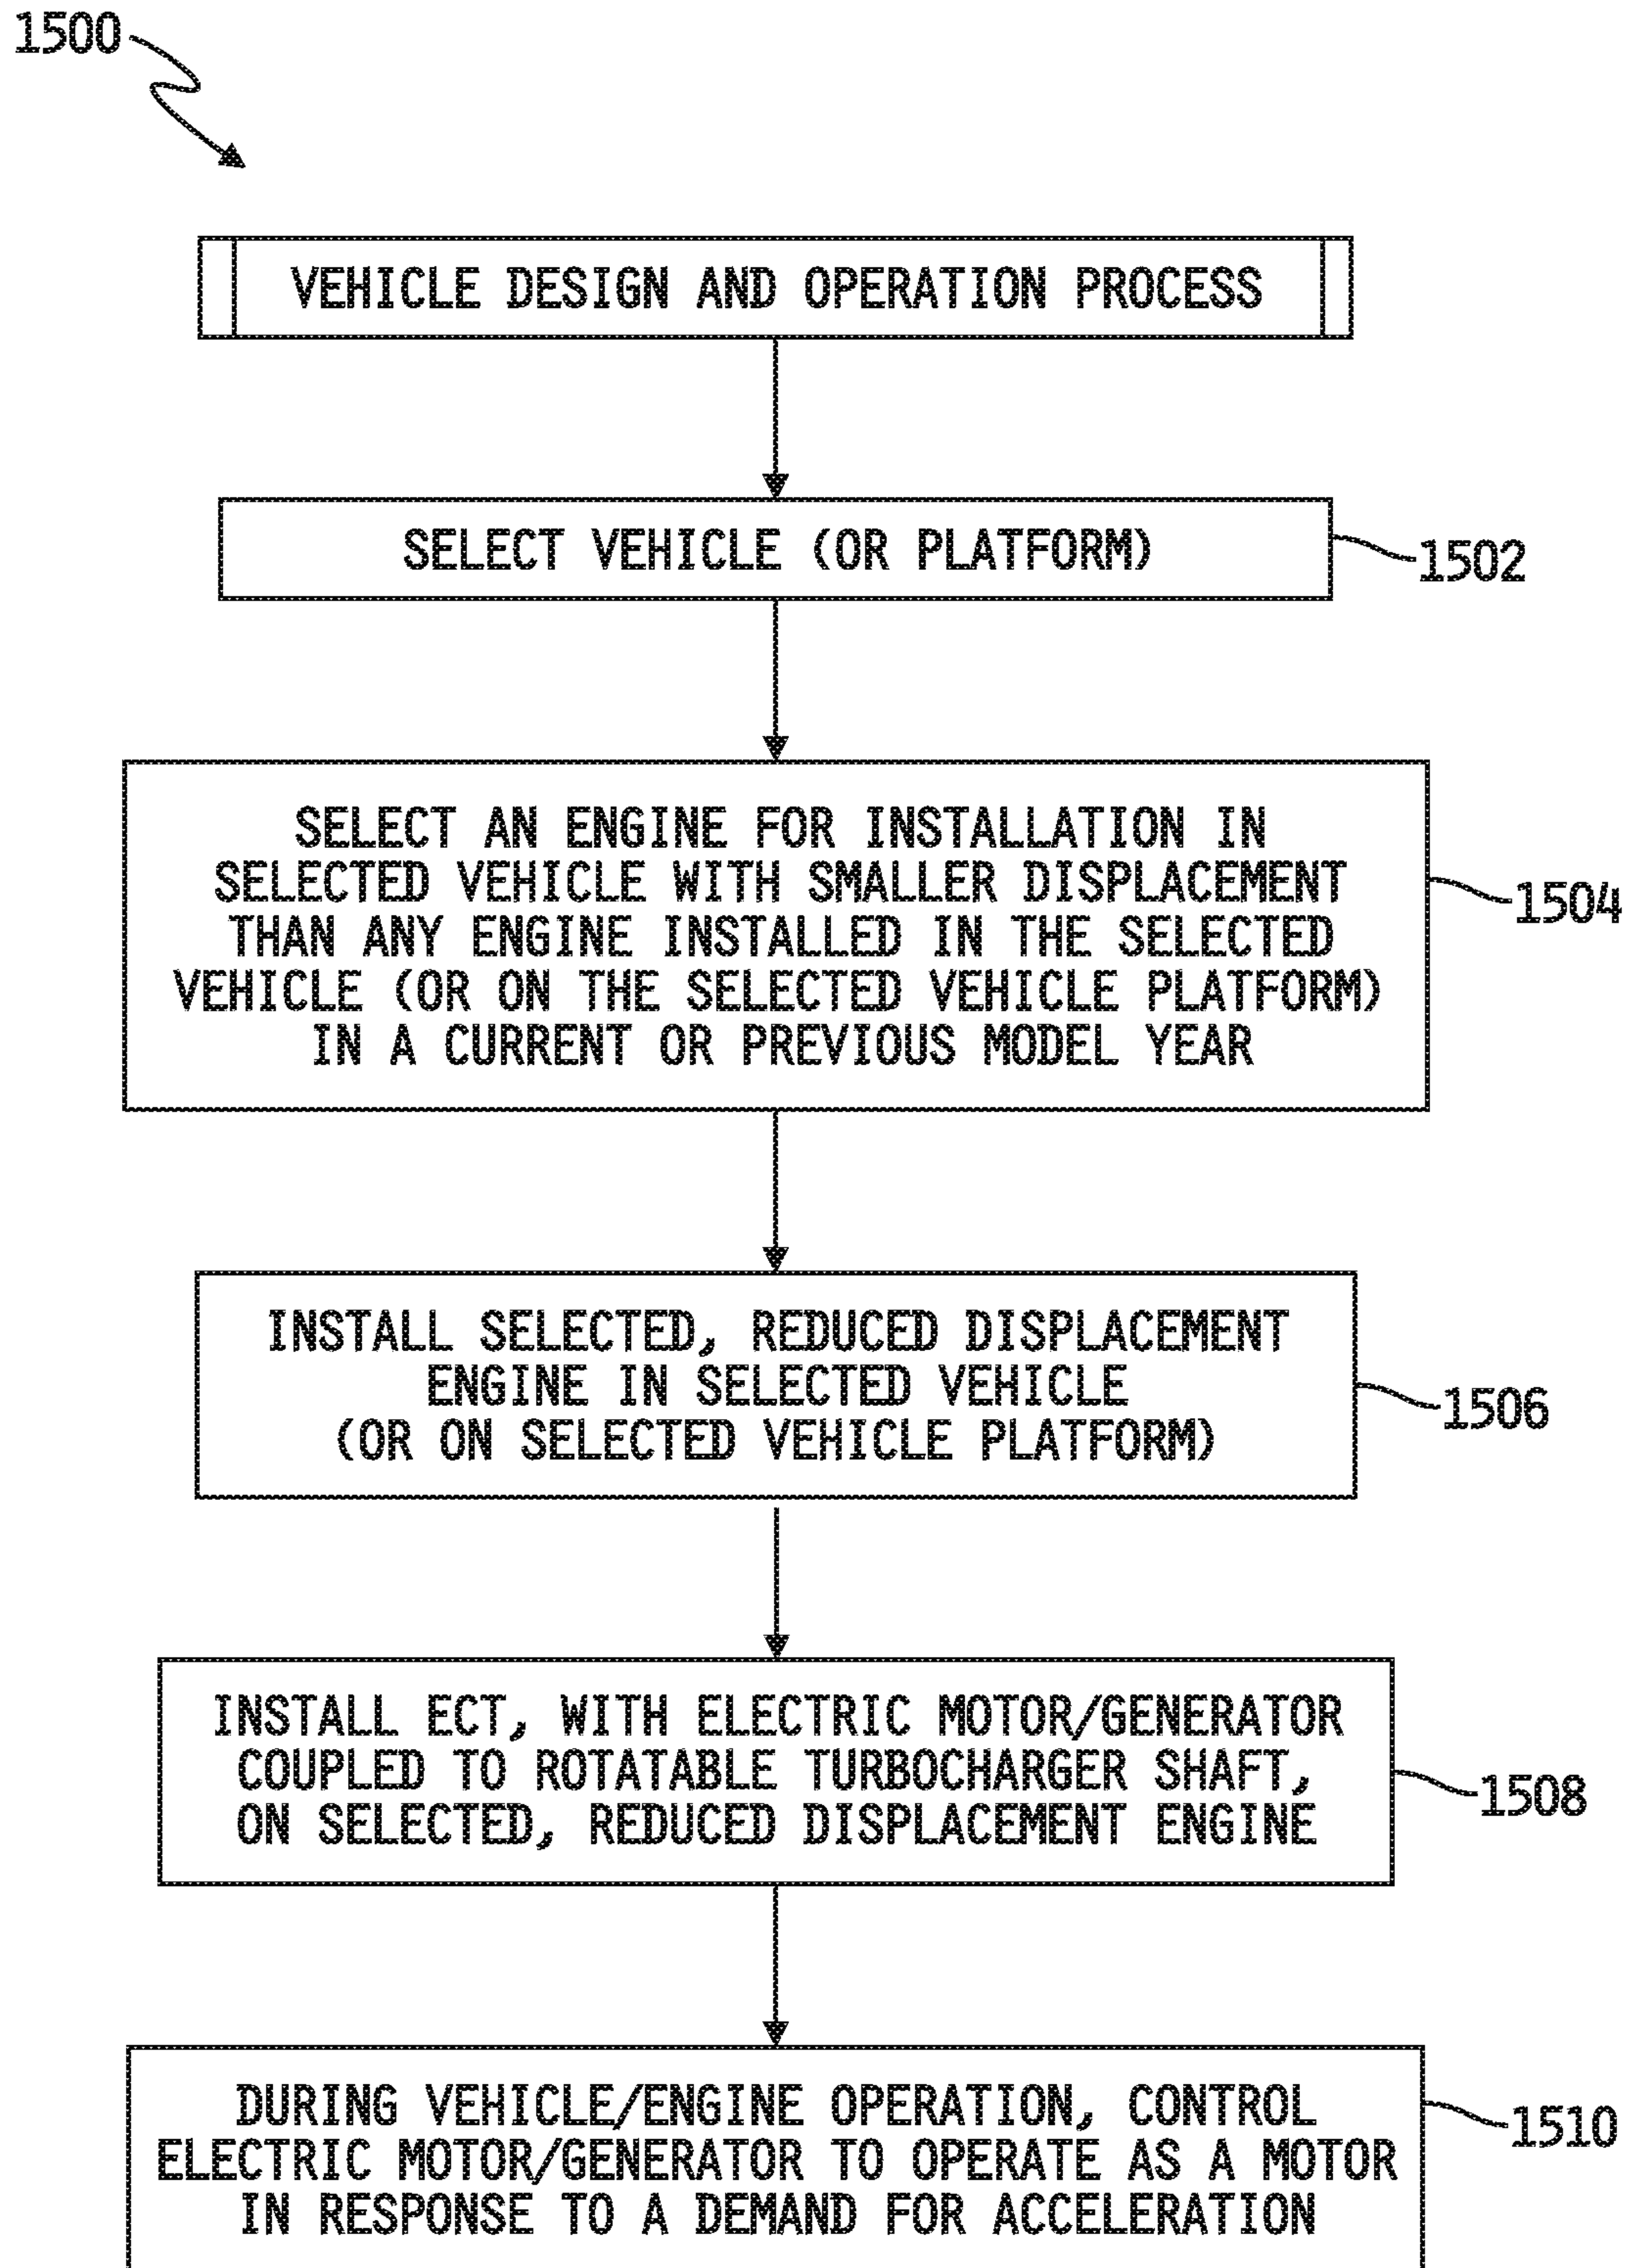 1500
VEHICLE DESIGN AND OPERATION PROCESS
SELECT VEHICLE (OR PLATFORM)
1502
SELECT AN ENGINE FOR INSTALLATION IN
SELECTED VEHICLE WITH SMALLER DISPLACEMENT
THAN ANY ENGINE INSTALLED IN THE SELECTED
VEHICLE (OR ON THE SELECTED VEHICLE PLATFORM)
IN A CURRENT OR PREVIOUS MODEL YEAR
1504
INSTALL SELECTED, REDUCED DISPLACEMENT
ENGINE IN SELECTED VEHICLE
(OR ON SELECTED VEHICLE PLATFORM)
1506
INSTALL ECT, WITH ELECTRIC MOTOR/GENERATOR
COUPLED TO ROTATABLE TURBOCHARGER SHAFT,
ON SELECTED, REDUCED DISPLACEMENT ENGINE
1508
DURING VEHICLE/ENGINE OPERATION, CONTROL
ELECTRIC MOTOR/GENERATOR TO OPERATE AS A MOTOR
IN RESPONSE TO A DEMAND FOR ACCELERATION
1510